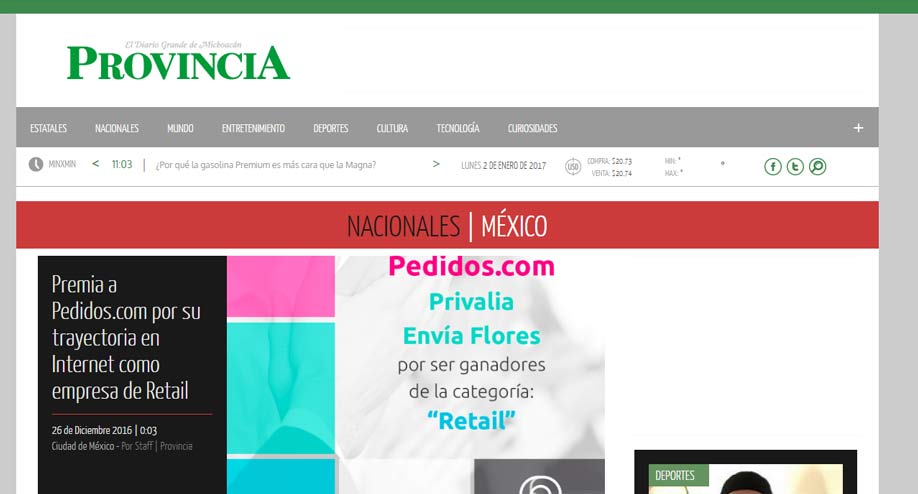 El Diario Grande de Michoacán
PROVINCIA
ESTATALES NACIONALES MUNDO ENTRETENIMIENTO DEPORTES CULTURA TECNOLOGÍA CURIOSIDADES +
MINXMIN < 11:03 | ¿Por qué la gasolina Premium es más cara que la Magna? > LUNES 2 DE ENERO DE 2017 USD COMPRA: $20.73 MIN: ° °
VENTA: $20.74 MAX: °
NACIONALES | MÉXICO
Premia a
Pedidos.com por su
trayectoria en
Internet como
empresa de Retail
26 de Diciembre 2016 | 0:03
Ciudad de México - Por Staff | Provincia
Pedidos.com
Privalia
Envía Flores
por ser ganadores
de la categoría:
“Retail”
DEPORTES